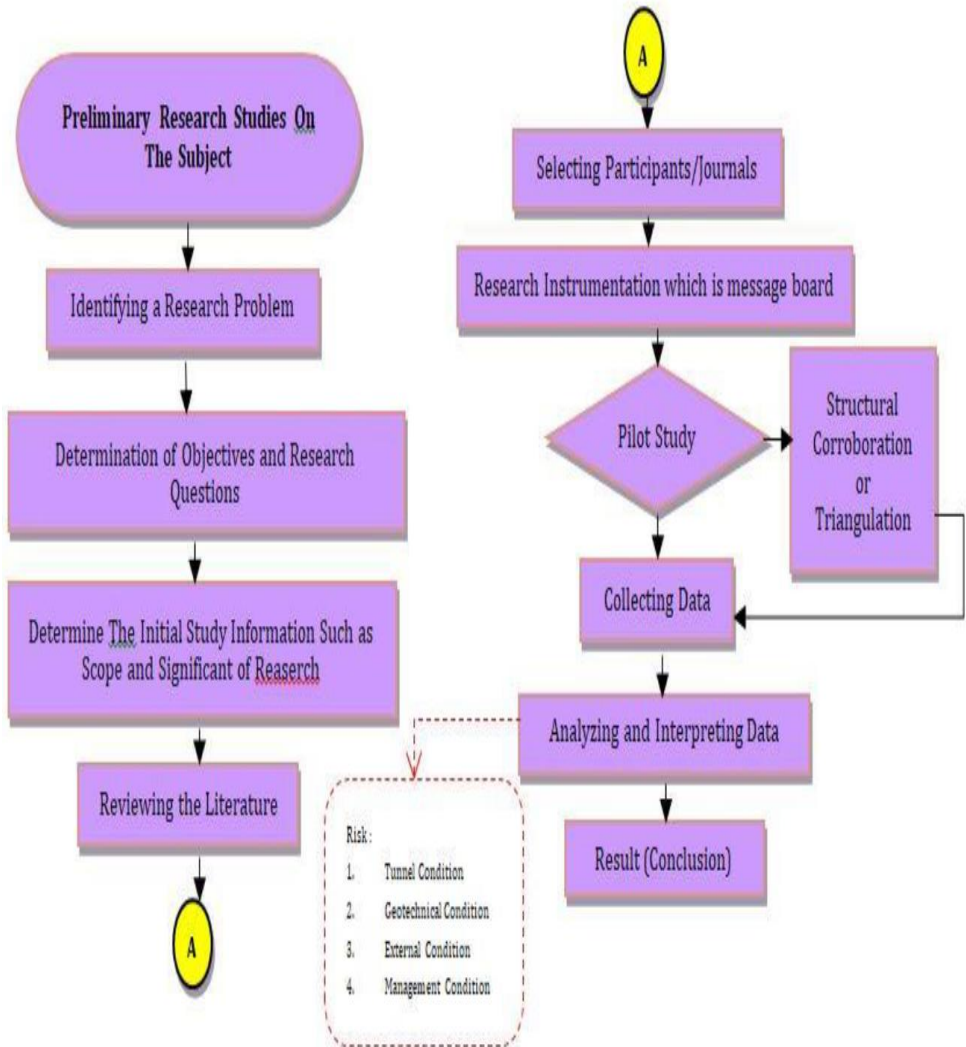 Preliminary Research Studies On
The Subject
Identifying a Research Problem
Determination of Objectives and Research
Questions
Determine The Initial Study Information Such as
Scope and Significant of Reaserch
Reviewing the Literature
A
A
Selecting Participants/Journals
Research Instrumentation which is message board
Pilot Study
Structural
Corroboration
or
Triangulation
Collecting Data
Analyzing and Interpreting Data
Risk :
1. Tunnel Condition
2. Geotechnical Condition
3. External Condition
4. Management Condition
Result (Conclusion)